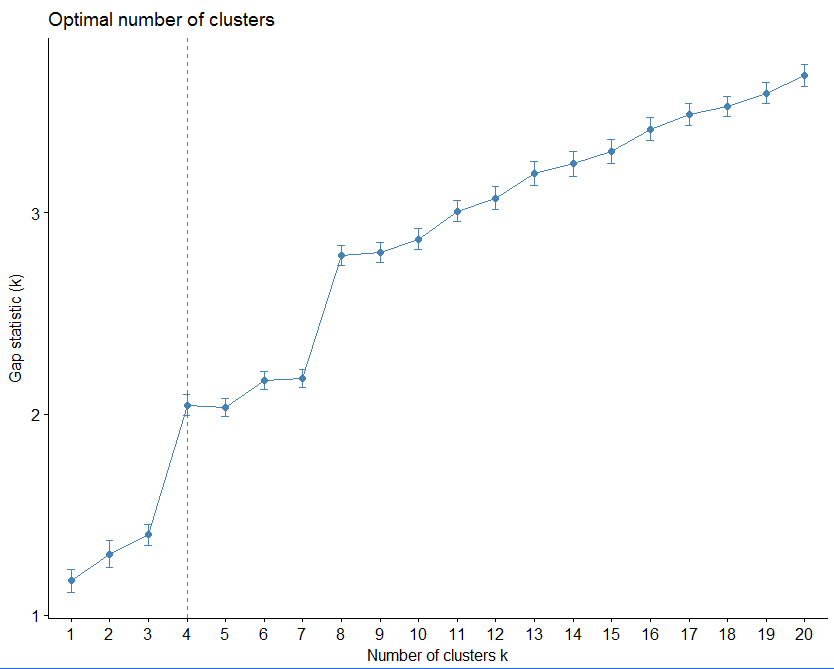 Optimal number of clusters
Gap statistic (k)
3
2
1
1 2 3 4 5 6 7 8 9 10 11 12 13 14 15 16 17 18 19 20
Number of clusters k